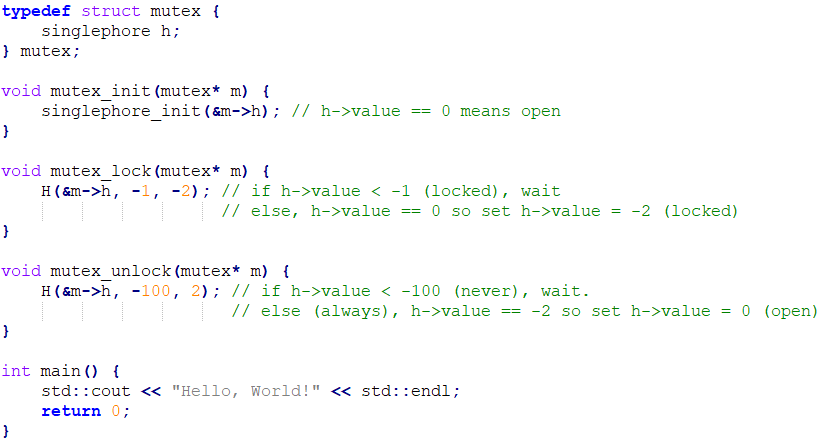 typedef struct mutex {
    singlephore h;
} mutex;

void mutex_init(mutex* m) {
    singlephore_init(&m->h); // h->value == 0 means open
}

void mutex_lock(mutex* m) {
    H(&m->h, -1, -2); // if h->value < -1 (locked), wait
                      // else, h->value == 0 so set h->value = -2 (locked)
}

void mutex_unlock(mutex* m) {
    H(&m->h, -100, 2); // if h->value < -100 (never), wait.
                       // else (always), h->value == -2 so set h->value = 0 (open)
}

int main() {
    std::cout << "Hello, World!" << std::endl;
    return 0;
}